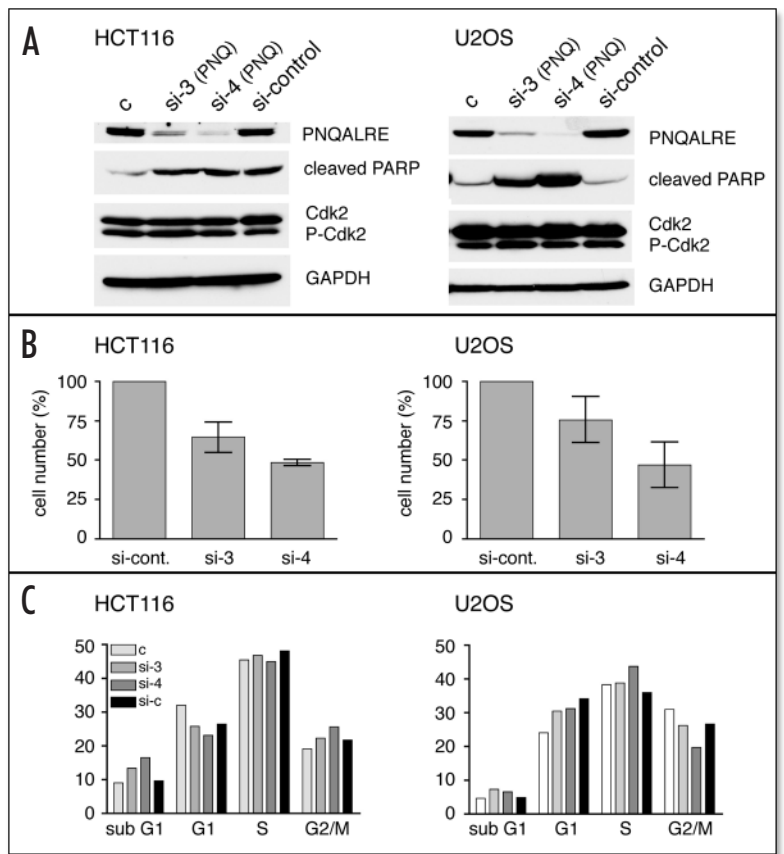 A
HCT116
U2OS
c
si-3 (PNQ)
si-4 (PNQ)
si-control
PNQALRE
cleaved PARP
Cdk2
P-Cdk2
GAPDH
c
si-3 (PNQ)
si-4 (PNQ)
si-control
PNQALRE
cleaved PARP
Cdk2
P-Cdk2
GAPDH
B
HCT116
cell number (%)
100
75
50
25
0
si-cont. si-3 si-4
U2OS
cell number (%)
100
75
50
25
0
si-cont. si-3 si-4
C
HCT116
50
40
30
20
10
0
c
si-3
si-4
si-c
sub G1 G1 S G2/M
U2OS
50
40
30
20
10
0
sub G1 G1 S G2/M